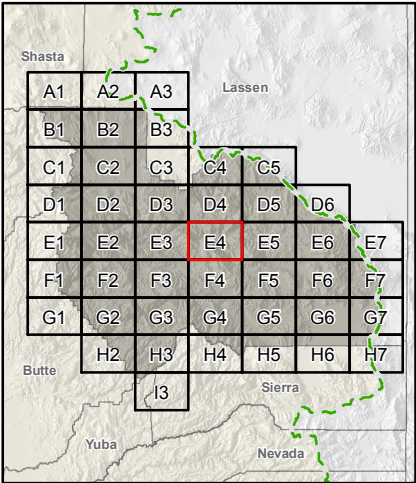 Shasta
Lassen
A1 A2 A3
B1 B2 B3
C1 C2 C3 C4 C5
D1 D2 D3 D4 D5 D6
E1 E2 E3 E4 E5 E6 E7
F1 F2 F3 F4 F5 F6 F7
G1 G2 G3 G4 G5 G6 G7
H2 H3 H4 H5 H6 H7
Butte
I3
Sierra
Yuba
Nevada